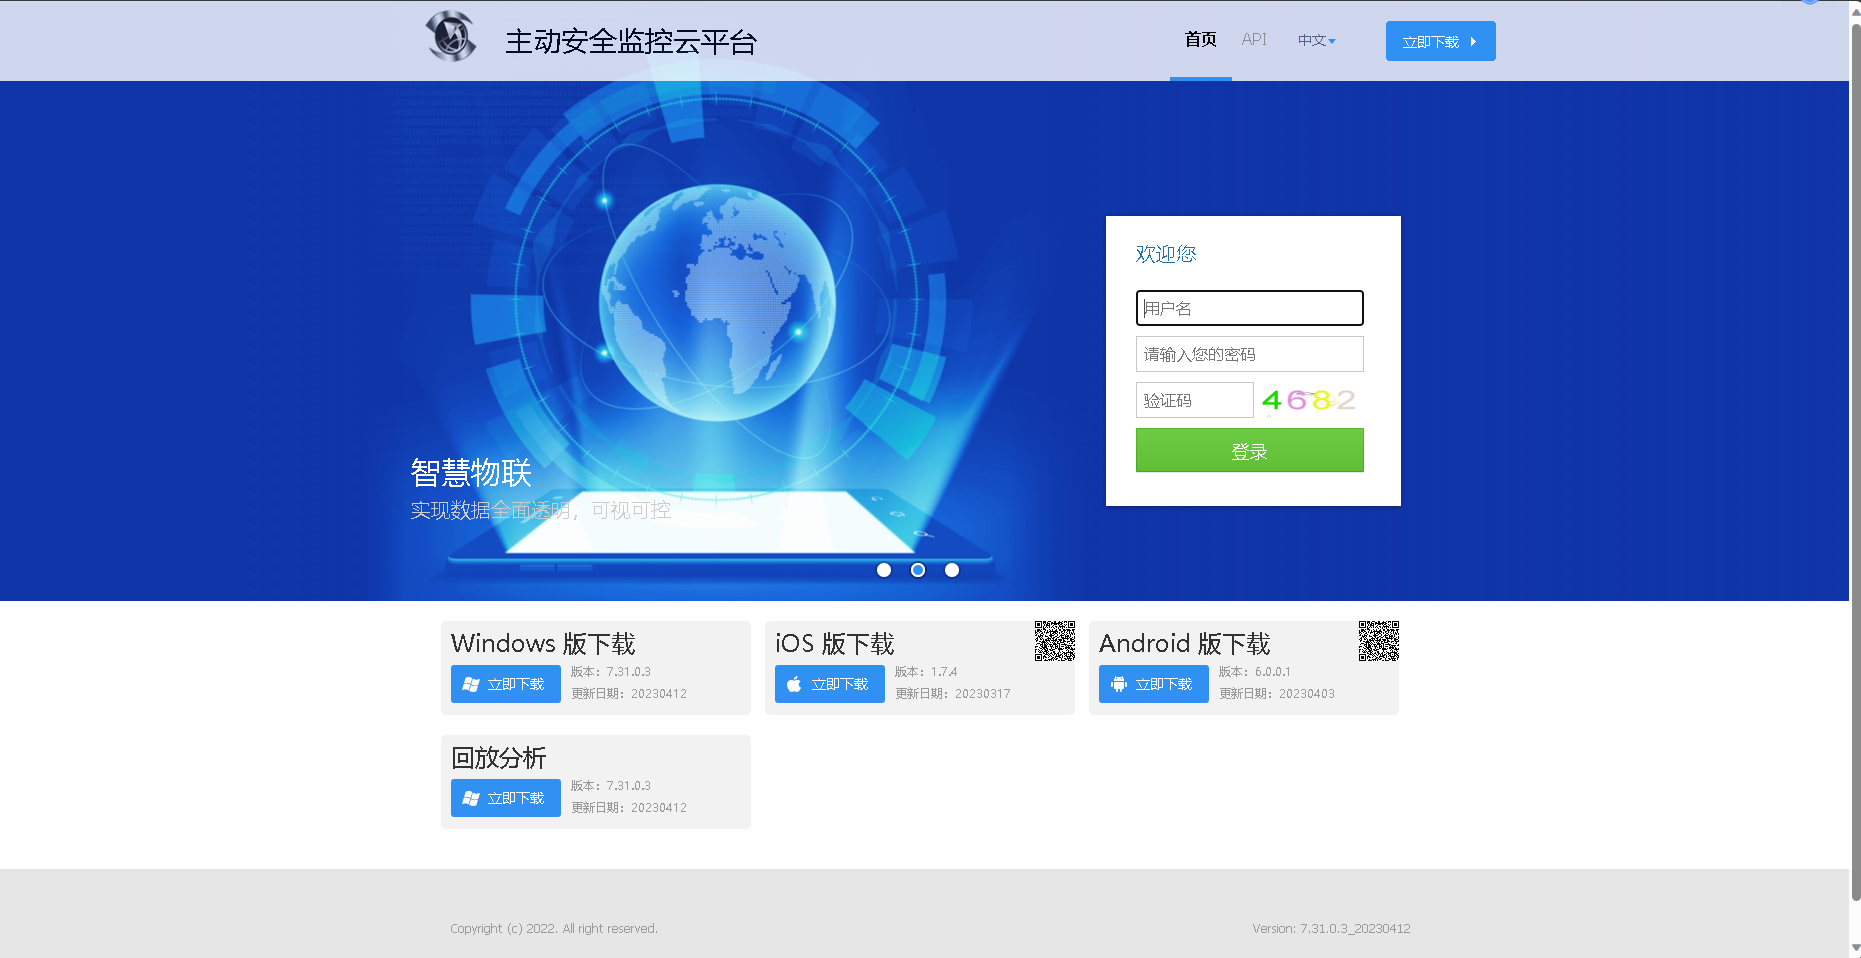 主动安全监控云平台
首页
API
中文
立即下载
欢迎您
用户名
请输入您的密码
验证码
4682
登录
智慧物联
实现数据全面透明，可视可控
Windows 版下载
立即下载
版本：7.31.0.3
更新日期：20230412
iOS 版下载
立即下载
版本：1.7.4
更新日期：20230317
Android 版下载
立即下载
版本：6.0.0.1
更新日期：20230403
回放分析
立即下载
版本：7.31.0.3
更新日期：20230412
Copyright (c) 2022. All right reserved.
Version: 7.31.0.3_20230412